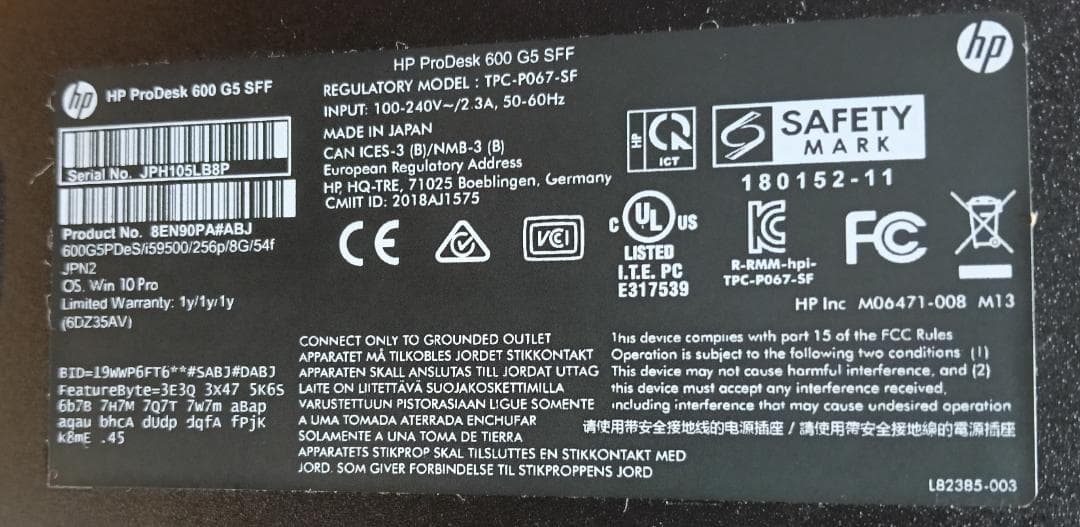 hp HP ProDesk 600 G5 SFF
Serial No. JPH105LB8P
Product No. 8EN90PA#ABJ
600G5PDeS/i59500/256p/8G/54f
JPN2
OS. Win 10 Pro
Limited Warranty: 1y/1y/1y
(6DZ35AV)
BID=19WWP6FT6**#SABJ#DABJ
FeatureByte=3E3Q 3X47 5K6S
6b7B 7H7M 7Q7T 7W7m aBap
aqau bhcA dUdp dqfA fPjK
k8mE .45
HP ProDesk 600 G5 SFF
REGULATORY MODEL : TPC-P067-SF
INPUT: 100-240V~/2.3A, 50-60Hz
MADE IN JAPAN
CAN ICES-3 (B)/NMB-3 (B)
European Regulatory Address
HP, HQ-TRE, 71025 Boeblingen, Germany
CMIIT ID: 2018AJ1575
CE
VCI
HP
ICT
SAFETY
MARK
180152-11
C UL US
LISTED
I.T.E. PC
E317539
R-RMM-hpi-
TPC-P067-SF
FC
hp
HP Inc M06471-008 M13
CONNECT ONLY TO GROUNDED OUTLET
APPARATET MÅ TILKOBLES JORDET STIKKONTAKT
APPARATEN SKALL ANSLUTAS TILL JORDAT UTTAG
LAITE ON LIITETTÄVÄ SUOJAKOSKETTIMILLA
VARUSTETTUUN PISTORASIAAN LIGUE SOMENTE
A UMA TOMADA ATERRADA ENCHUFAR
SOLAMENTE A UNA TOMA DE TIERRA
APPARATETS STIKPROP SKAL TILSLUTTES EN STIKKONTAKT MED
JORD. SOM GIVER FORBINDELSE TIL STIKPROPPENS JORD
This device complies with part 15 of the FCC Rules
Operation is subject to the following two conditions (1)
This device may not cause harmful interference, and (2)
this device must accept any interference received,
including interference that may cause undesired operation
请使用带安全接地线的电源插座 / 請使用帶安全接地線的電源插座
L82385-003